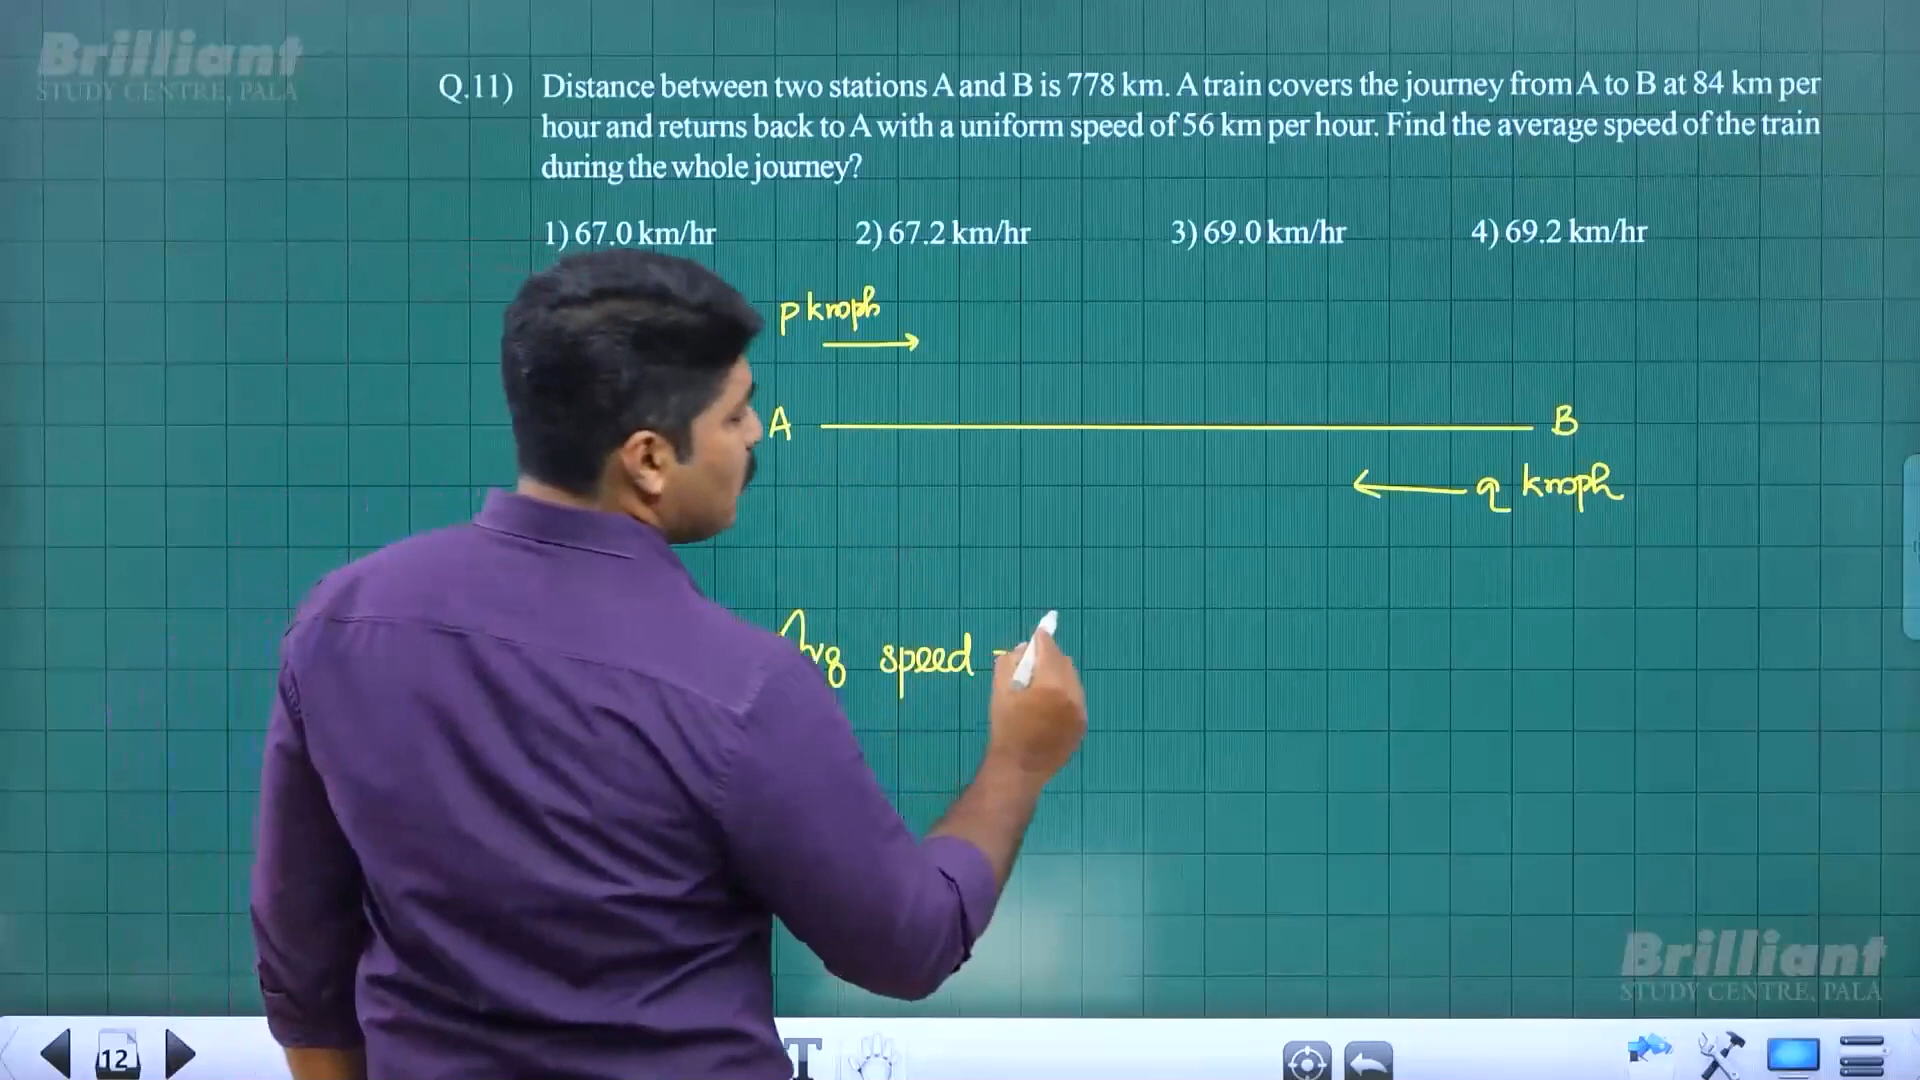 Brilliant
STUDY CENTRE, PALA
Q.11) Distance between two stations A and B is 778 km. A train covers the journey from A to B at 84 km per
hour and returns back to A with a uniform speed of 56 km per hour. Find the average speed of the train
during the whole journey?
1) 67.0 km/hr 2) 67.2 km/hr 3) 69.0 km/hr 4) 69.2 km/hr
p kmph
A B
q kmph
Avg speed =
Brilliant
STUDY CENTRE, PALA
12 T